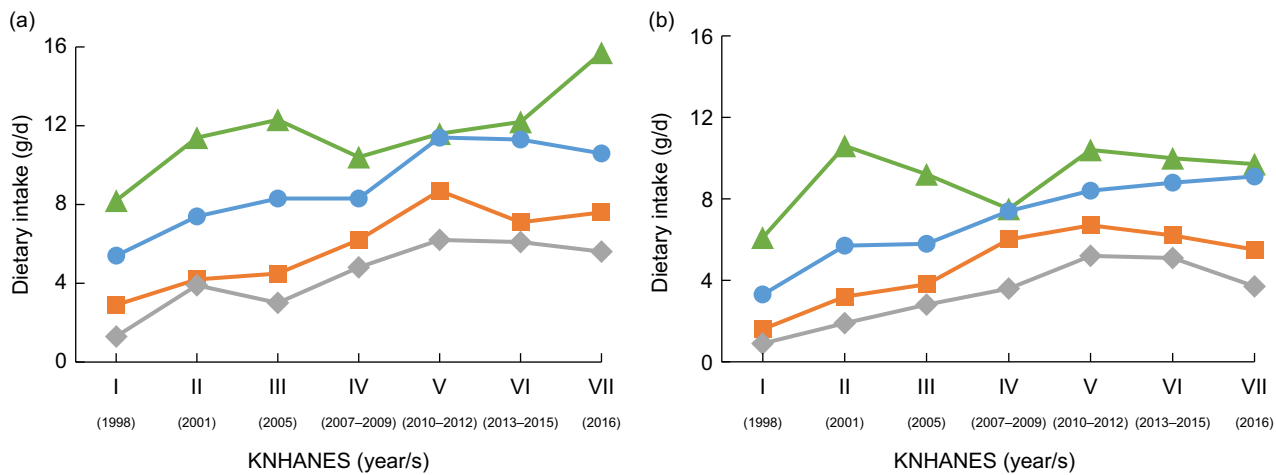 (a)
Dietary intake (g/d)
16
12
8
4
0
I II III IV V VI VII
(1998) (2001) (2005) (2007–2009) (2010–2012) (2013–2015) (2016)
KNHANES (year/s)
(b)
Dietary intake (g/d)
16
12
8
4
0
I II III IV V VI VII
(1998) (2001) (2005) (2007–2009) (2010–2012) (2013–2015) (2016)
KNHANES (year/s)